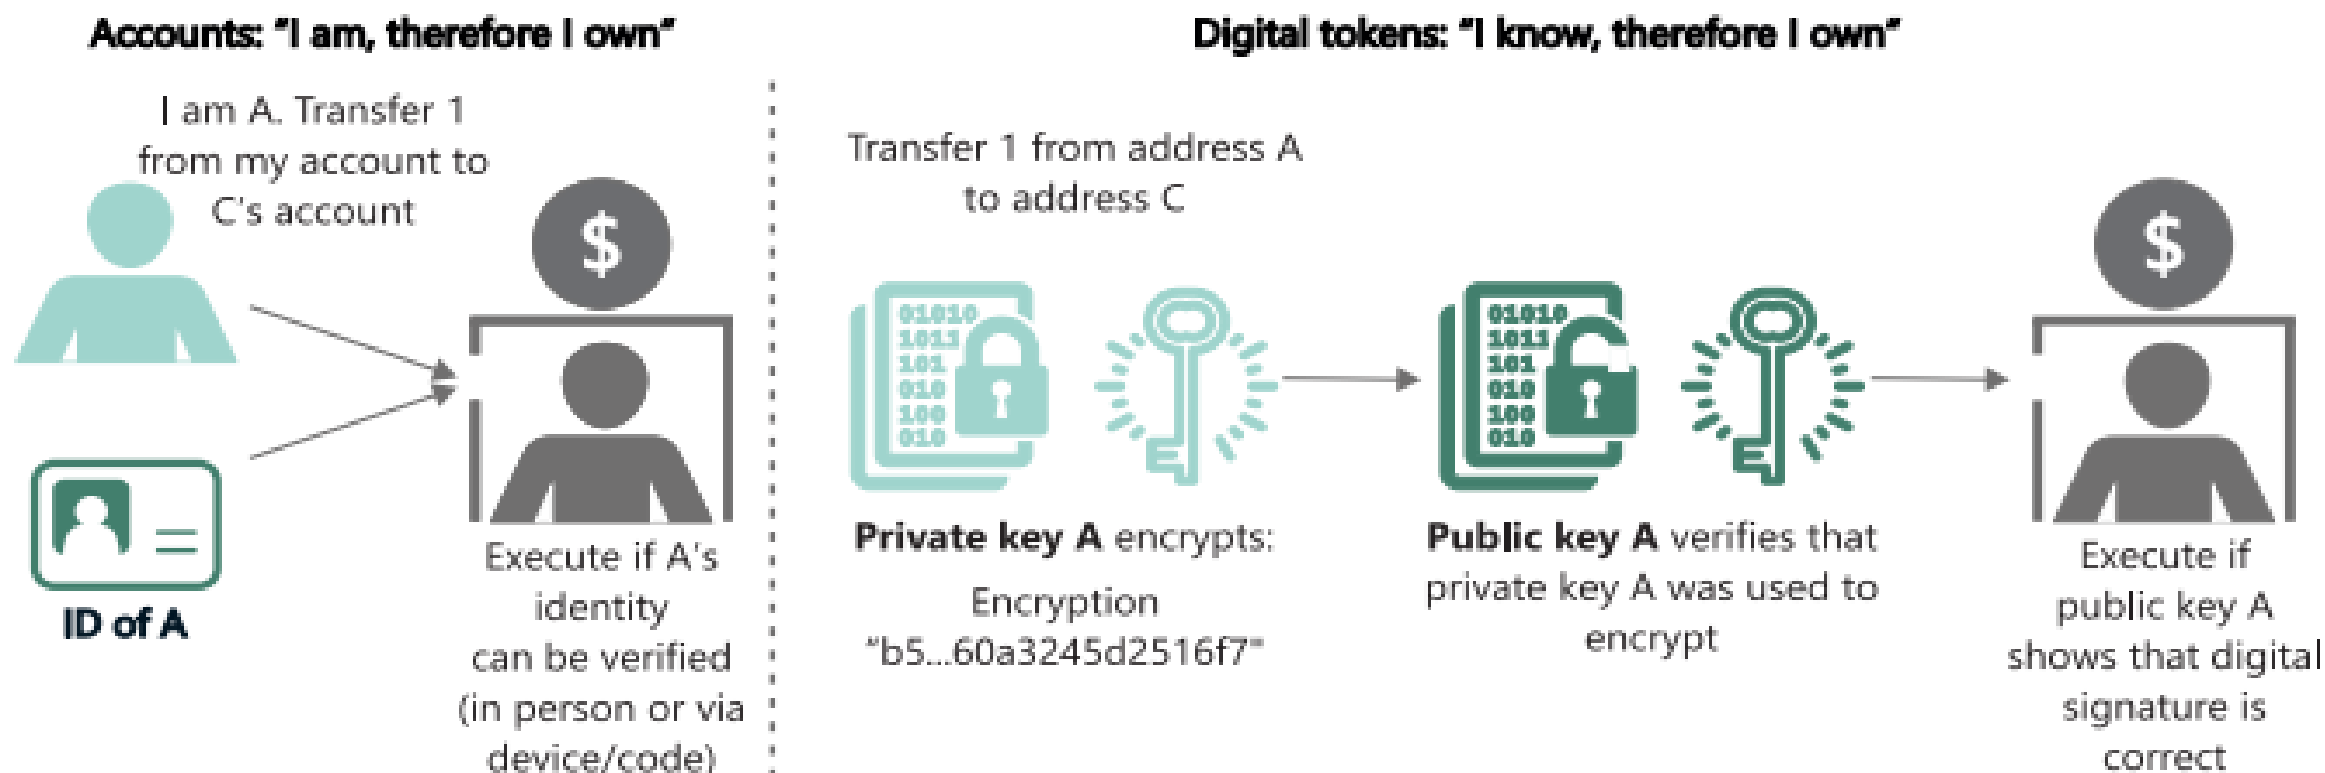 Accounts: “I am, therefore I own”
I am A. Transfer 1
from my account to
C's account
$
ID of A
Execute if A's
identity
can be verified
(in person or via
device/code)
Digital tokens: “I know, therefore I own”
Transfer 1 from address A
to address C
01010
1011
101
010
100
010
Private key A encrypts:
Encryption
“b5...60a3245d2516f7”
01010
1011
101
010
100
010
Public key A verifies that
private key A was used to
encrypt
$
Execute if
public key A
shows that digital
signature is
correct